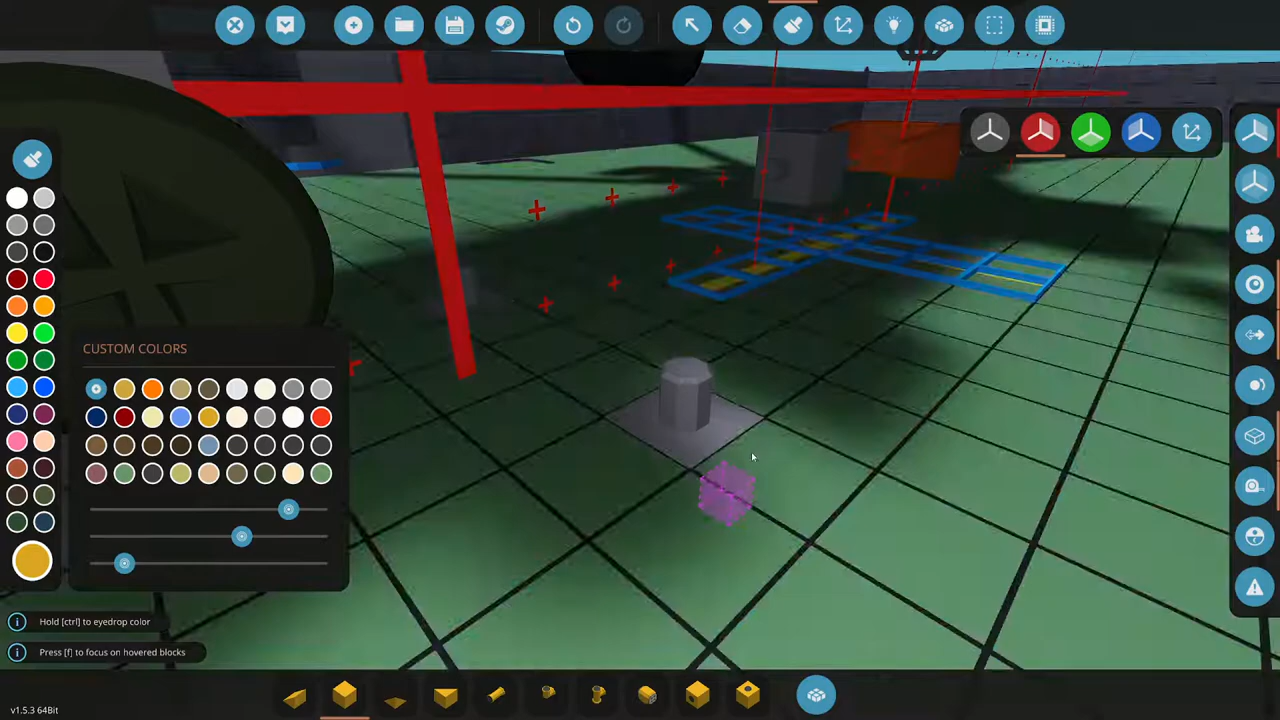 CUSTOM COLORS
Hold [ctrl] to eyedrop color
Press [f] to focus on hovered blocks
v1.5.3 64Bit